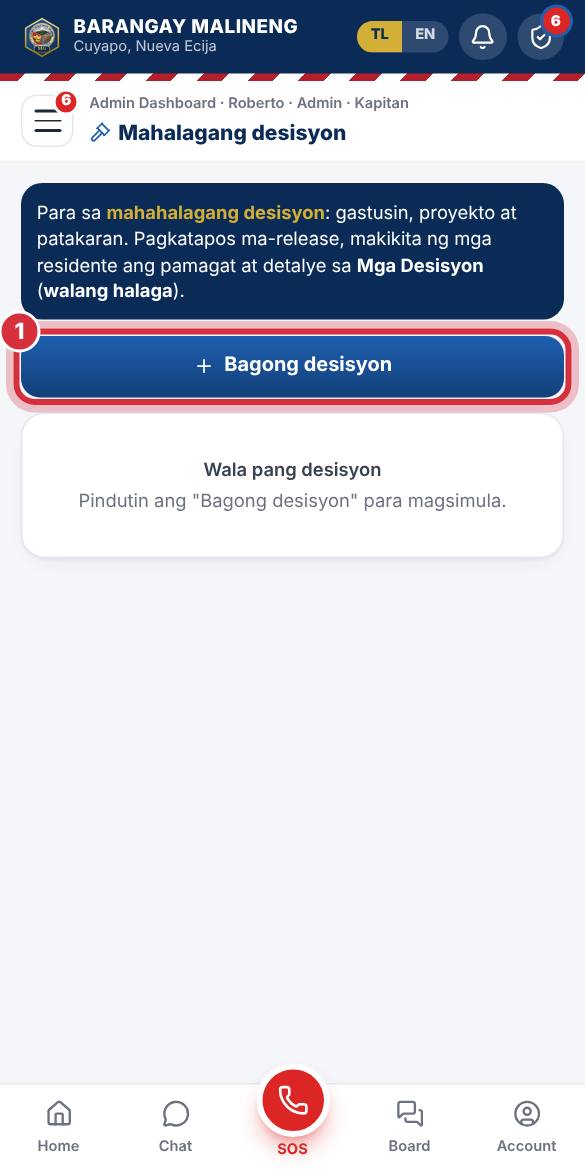 BARANGAY MALINENG
Cuyapo, Nueva Ecija
TL EN
6
6
Admin Dashboard · Roberto · Admin · Kapitan
Mahalagang desisyon
Para sa mahahalagang desisyon: gastusin, proyekto at
patakaran. Pagkatapos ma-release, makikita ng mga
residente ang pamagat at detalye sa Mga Desisyon
(walang halaga).
1
+ Bagong desisyon
Wala pang desisyon
Pindutin ang "Bagong desisyon" para magsimula.
Home
Chat
SOS
Board
Account